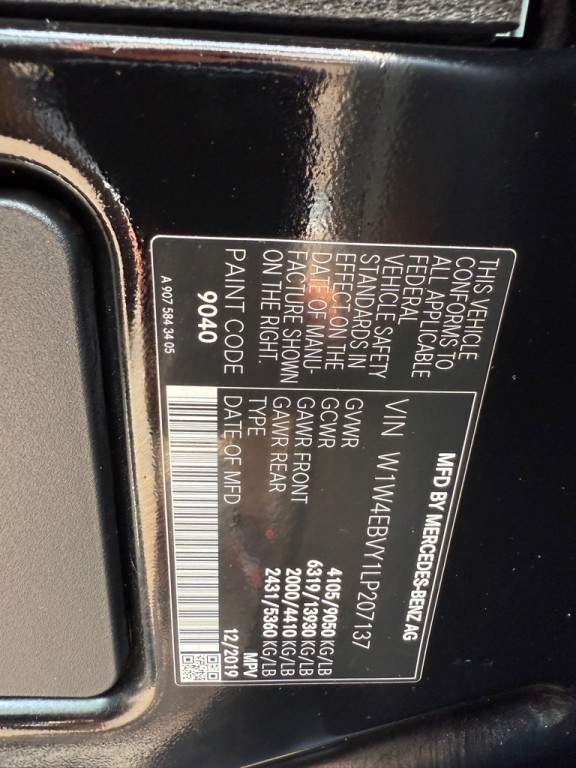 THIS VEHICLE
CONFORMS TO
ALL APPLICABLE
FEDERAL
VEHICLE SAFETY
STANDARDS IN
EFFECT ON THE
DATE OF MANU-
FACTURE SHOWN
ON THE RIGHT.
PAINT CODE
9040
A 907 584 34 05
MFD BY MERCEDES-BENZ AG
VIN W1W4EBVY1LP207137
GVWR 4105/9050 KG/LB
GCWR 6319/13930 KG/LB
GAWR FRONT 2000/4410 KG/LB
GAWR REAR 2431/5360 KG/LB
TYPE MPV
DATE OF MFD 12/2019